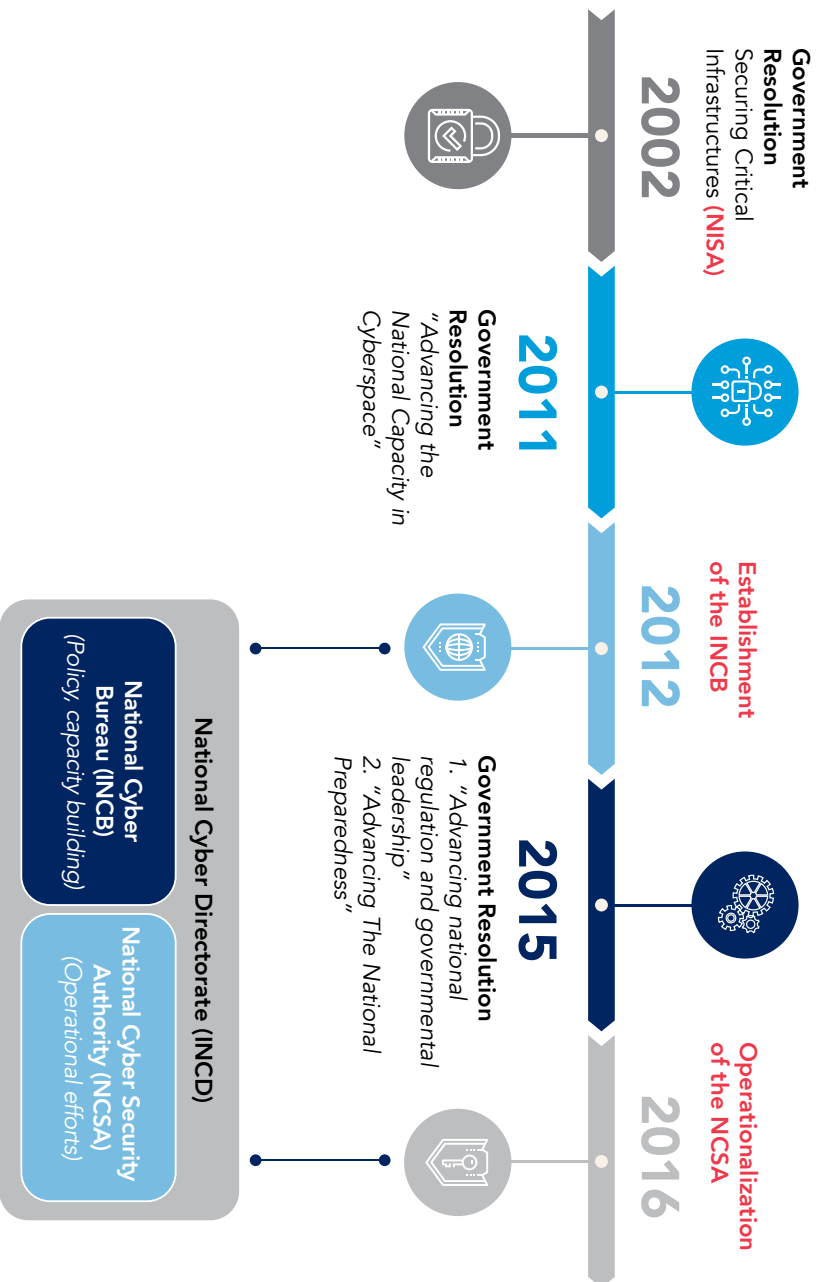 Government
Resolution
Securing Critical
Infrastructures (NISA)
2002
2011
Government
Resolution
"Advancing the
National Capacity in
Cyberspace"
Establishment
of the INCB
2012
2015
Government Resolution
1. "Advancing national
regulation and governmental
leadership"
2. "Advancing The National
Preparedness"
Operationalization
of the NCSA
2016
National Cyber Directorate (INCD)
National Cyber
Bureau (INCB)
(Policy, capacity building)
National Cyber Security
Authority (NCSA)
(Operational efforts)